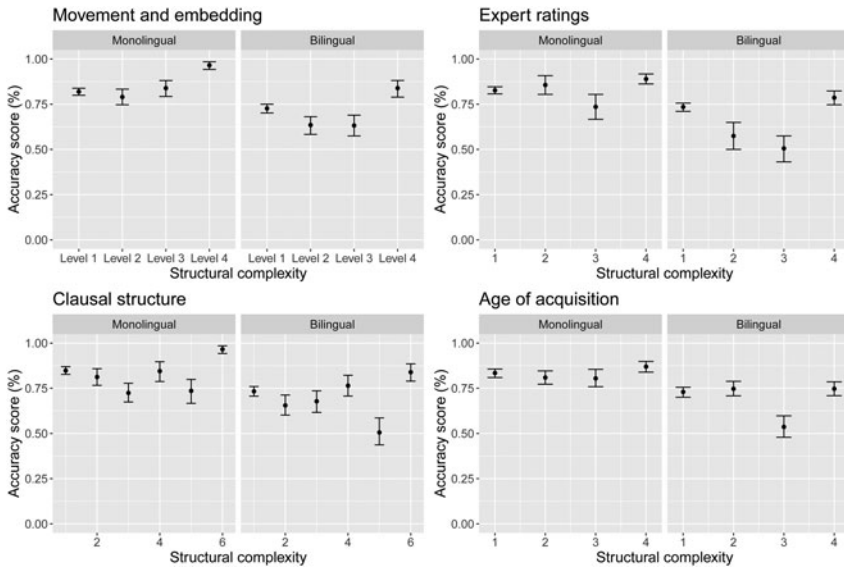 Movement and embedding
Monolingual
Bilingual
Accuracy score (%)
1.00
0.75
0.50
0.25
0.00
Level 1 Level 2 Level 3 Level 4
Level 1 Level 2 Level 3 Level 4
Structural complexity
Expert ratings
Monolingual
Bilingual
Accuracy score (%)
1.00
0.75
0.50
0.25
0.00
1 2 3 4
1 2 3 4
Structural complexity
Clausal structure
Monolingual
Bilingual
Accuracy score (%)
1.00
0.75
0.50
0.25
0.00
2 4 6
2 4 6
Structural complexity
Age of acquisition
Monolingual
Bilingual
Accuracy score (%)
1.00
0.75
0.50
0.25
0.00
1 2 3 4
1 2 3 4
Structural complexity